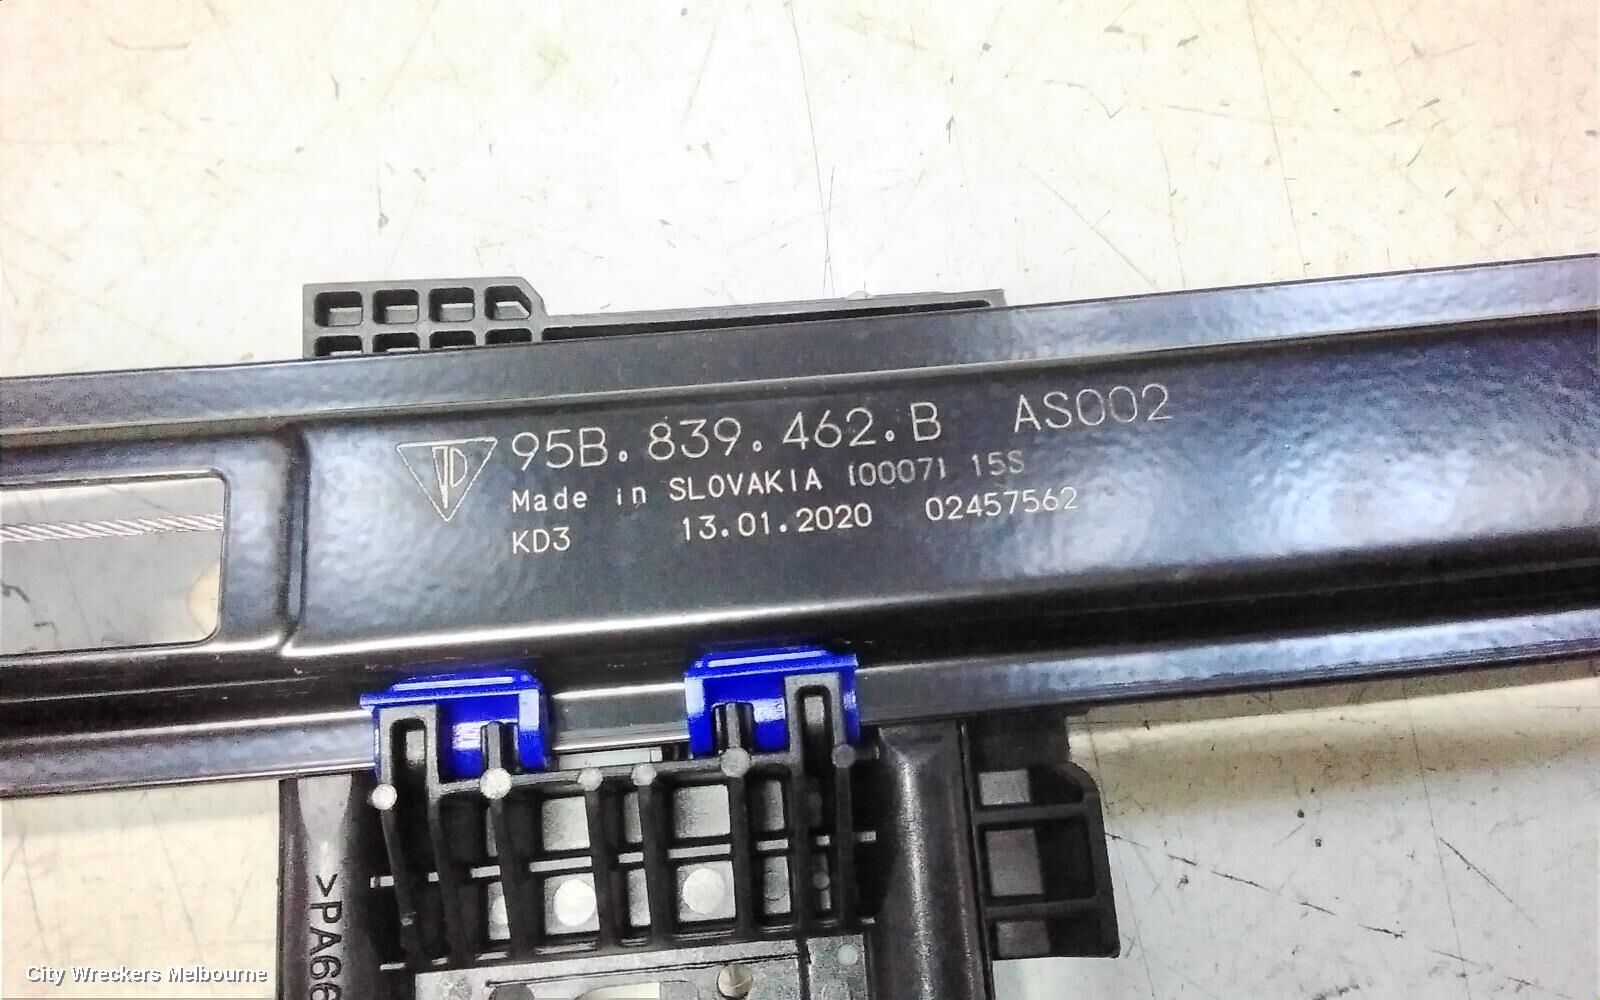 95B.839.462.B AS002
Made in SLOVAKIA (0007) 15S
KD3 13.01.2020 02457562
>PA66
City Wreckers Melbourne